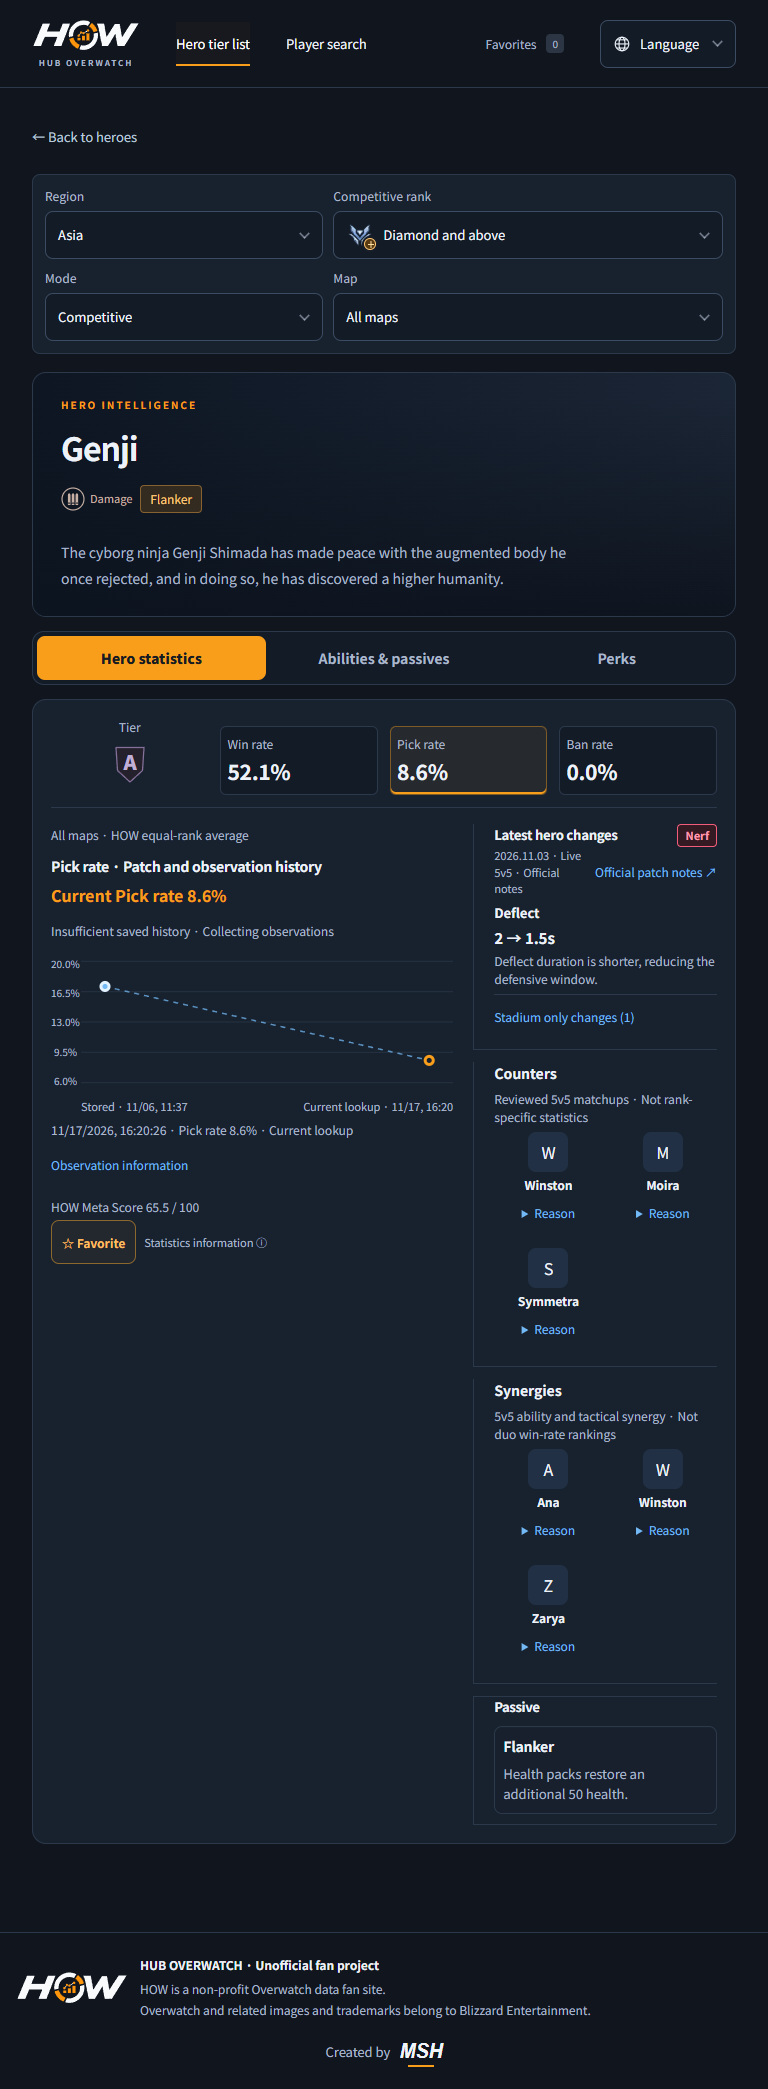 HOW
HUB OVERWATCH
Hero tier list
Player search
Favorites 0
Language
← Back to heroes
Region
Competitive rank
Asia
Diamond and above
Mode
Map
Competitive
All maps
HERO INTELLIGENCE
Genji
Damage
Flanker
The cyborg ninja Genji Shimada has made peace with the augmented body he
once rejected, and in doing so, he has discovered a higher humanity.
Hero statistics
Abilities & passives
Perks
Tier
A
Win rate
52.1%
Pick rate
8.6%
Ban rate
0.0%
All maps · HOW equal-rank average
Pick rate · Patch and observation history
Current Pick rate 8.6%
Insufficient saved history · Collecting observations
20.0%
16.5%
13.0%
9.5%
6.0%
Stored · 11/06, 11:37
Current lookup · 11/17, 16:20
11/17/2026, 16:20:26 · Pick rate 8.6% · Current lookup
Observation information
HOW Meta Score 65.5 / 100
☆ Favorite
Statistics information ⓘ
Latest hero changes
Nerf
2026.11.03 · Live
5v5 · Official
notes
Official patch notes ↗
Deflect
2 → 1.5s
Deflect duration is shorter, reducing the
defensive window.
Stadium only changes (1)
Counters
Reviewed 5v5 matchups · Not rank-
specific statistics
W
M
Winston
Moira
▶ Reason
▶ Reason
S
Symmetra
▶ Reason
Synergies
5v5 ability and tactical synergy · Not
duo win-rate rankings
A
W
Ana
Winston
▶ Reason
▶ Reason
Z
Zarya
▶ Reason
Passive
Flanker
Health packs restore an
additional 50 health.
HOW
HUB OVERWATCH · Unofficial fan project
HOW is a non-profit Overwatch data fan site.
Overwatch and related images and trademarks belong to Blizzard Entertainment.
Created by MSH